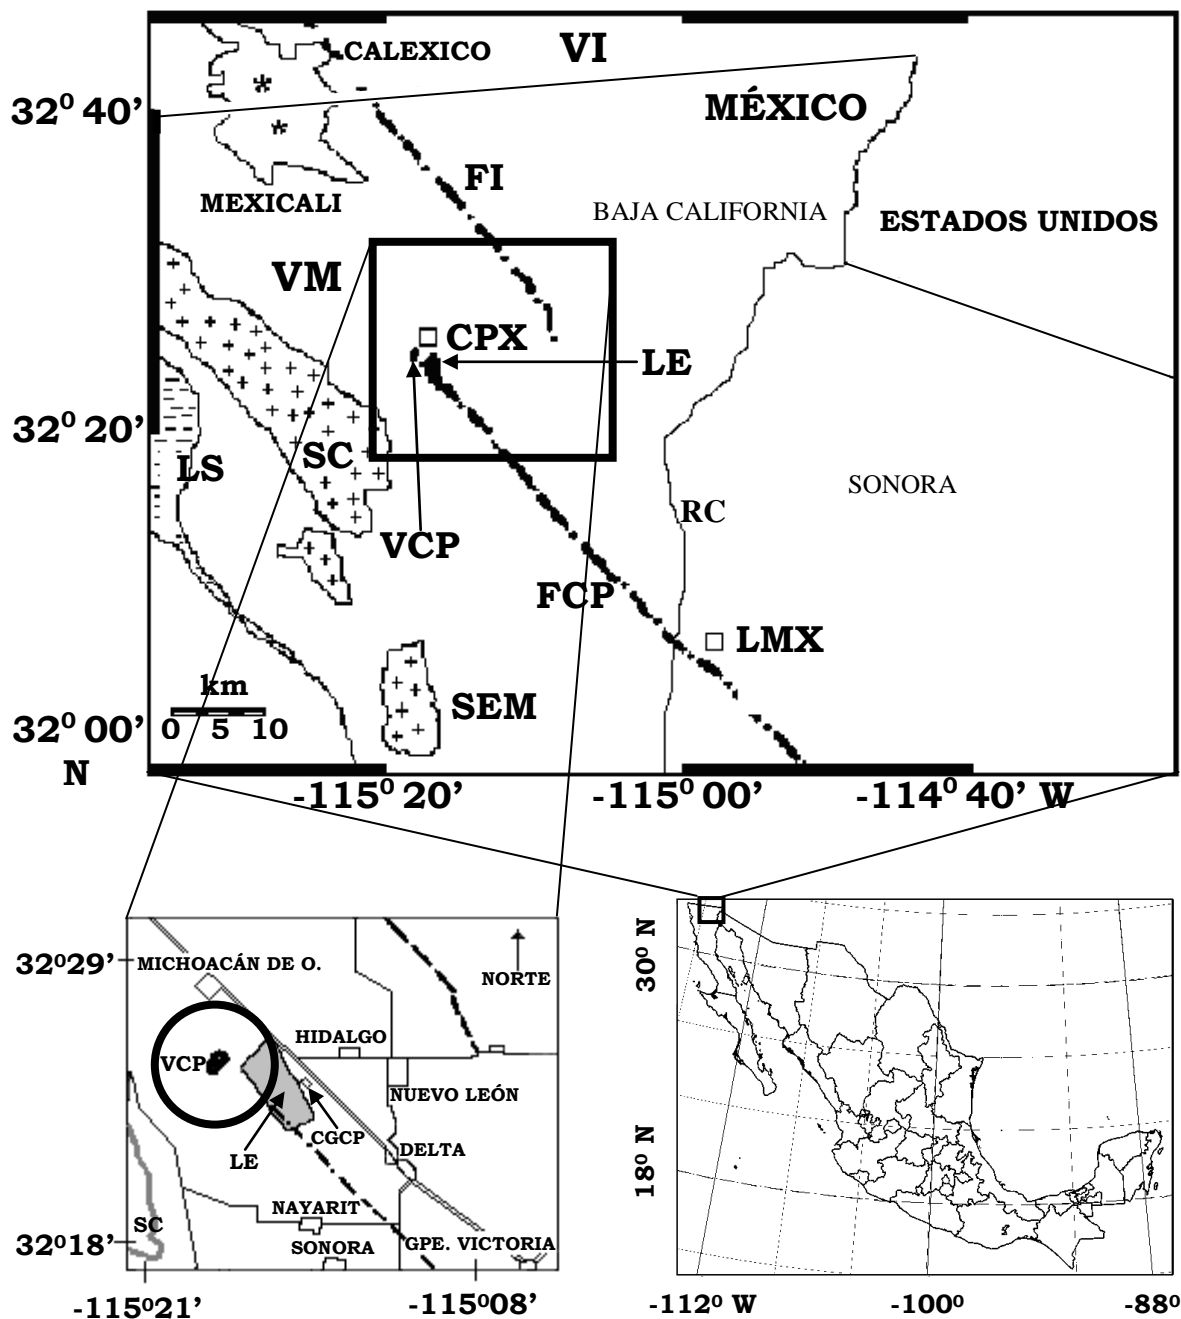 CALEXICO
VI
32⁰ 40’
MÉXICO
*
*
FI
MEXICALI
BAJA CALIFORNIA
ESTADOS UNIDOS
VM
CPX
LE
32⁰ 20’
LS
SC
SONORA
RC
VCP
FCP
LMX
km
0 5 10
SEM
32⁰ 00’
N
-115⁰ 20’
-115⁰ 00’
-114⁰ 40’ W
32⁰29’
MICHOACÁN DE O.
NORTE
HIDALGO
VCP
NUEVO LEÓN
CGCP
LE
DELTA
NAYARIT
SC
SONORA
GPE. VICTORIA
32⁰18’
-115⁰21’
-115⁰08’
30⁰ N
18⁰ N
-112⁰ W
-100⁰
-88⁰